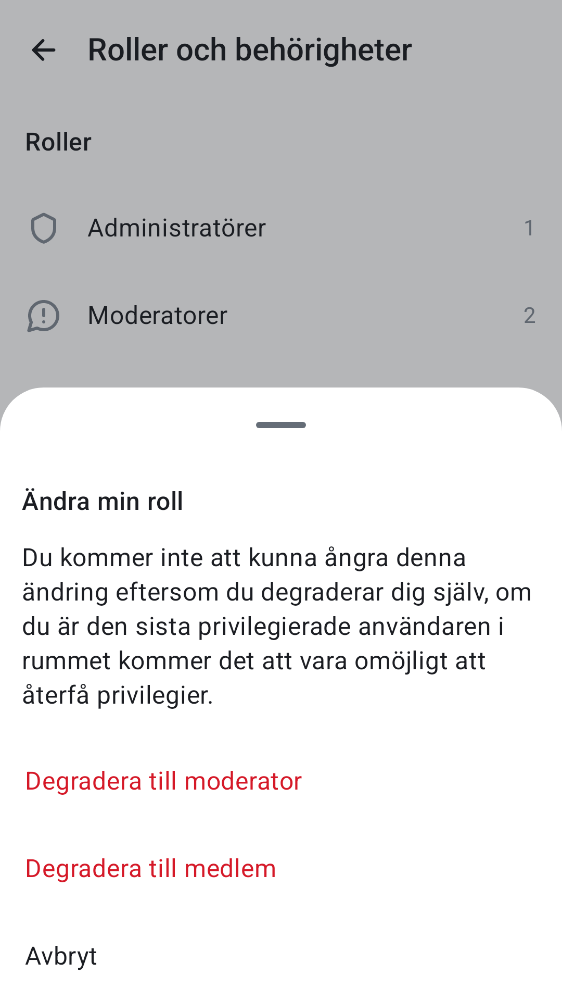 Roller och behörigheter
Roller
Administratörer 1
Moderatorer 2
Ändra min roll
Du kommer inte att kunna ångra denna
ändring eftersom du degraderar dig själv, om
du är den sista privilegierade användaren i
rummet kommer det att vara omöjligt att
återfå privilegier.
Degradera till moderator
Degradera till medlem
Avbryt